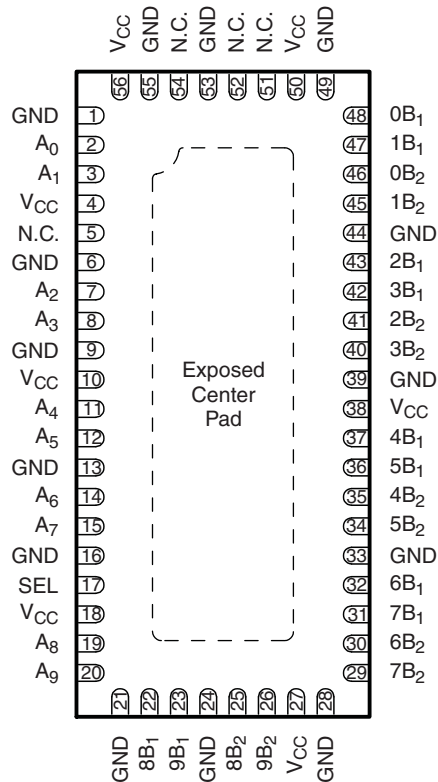 VCC GND N.C. GND N.C. N.C. VCC GND
56 55 54 53 52 51 50 49
GND 1 48 0B1
A0 2 47 1B1
A1 3 46 0B2
VCC 4 45 1B2
N.C. 5 44 GND
GND 6 43 2B1
A2 7 42 3B1
A3 8 41 2B2
GND 9 40 3B2
VCC 10 39 GND
A4 11 38 VCC
A5 12 37 4B1
GND 13 36 5B1
A6 14 35 4B2
A7 15 34 5B2
GND 16 33 GND
SEL 17 32 6B1
VCC 18 31 7B1
A8 19 30 6B2
A9 20 29 7B2
Exposed
Center
Pad
21 22 23 24 25 26 27 28
GND 8B1 9B1 GND 8B2 9B2 VCC GND